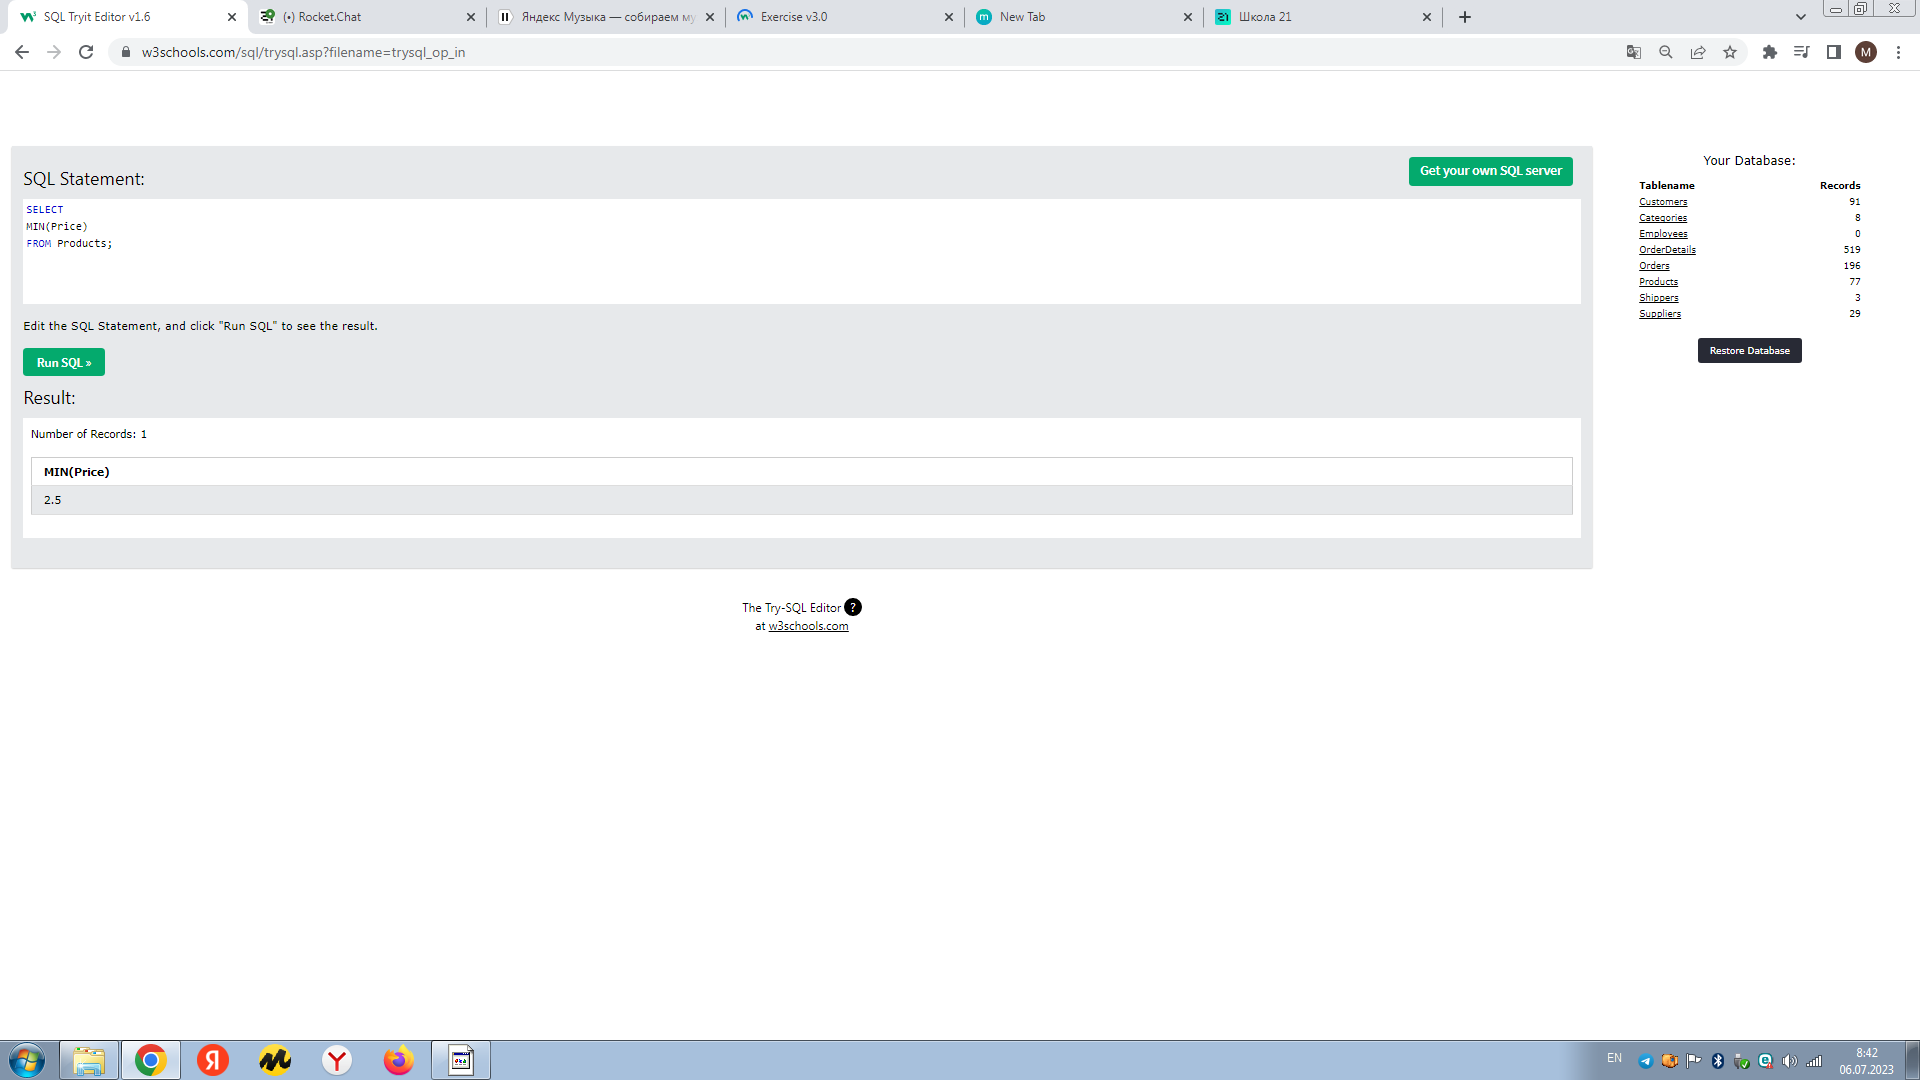 SQL Tryit Editor v1.6
(•) Rocket.Chat
Яндекс Музыка — собираем му
Exercise v3.0
New Tab
Школа 21
w3schools.com/sql/trysql.asp?filename=trysql_op_in
M
SQL Statement:
Get your own SQL server
SELECT
MIN(Price)
FROM Products;
Edit the SQL Statement, and click "Run SQL" to see the result.
Run SQL »
Result:
Number of Records: 1
MIN(Price)
2.5
The Try-SQL Editor ?
at w3schools.com
Your Database:
Tablename Records
Customers 91
Categories 8
Employees 0
OrderDetails 519
Orders 196
Products 77
Shippers 3
Suppliers 29
Restore Database
EN
8:42
06.07.2023